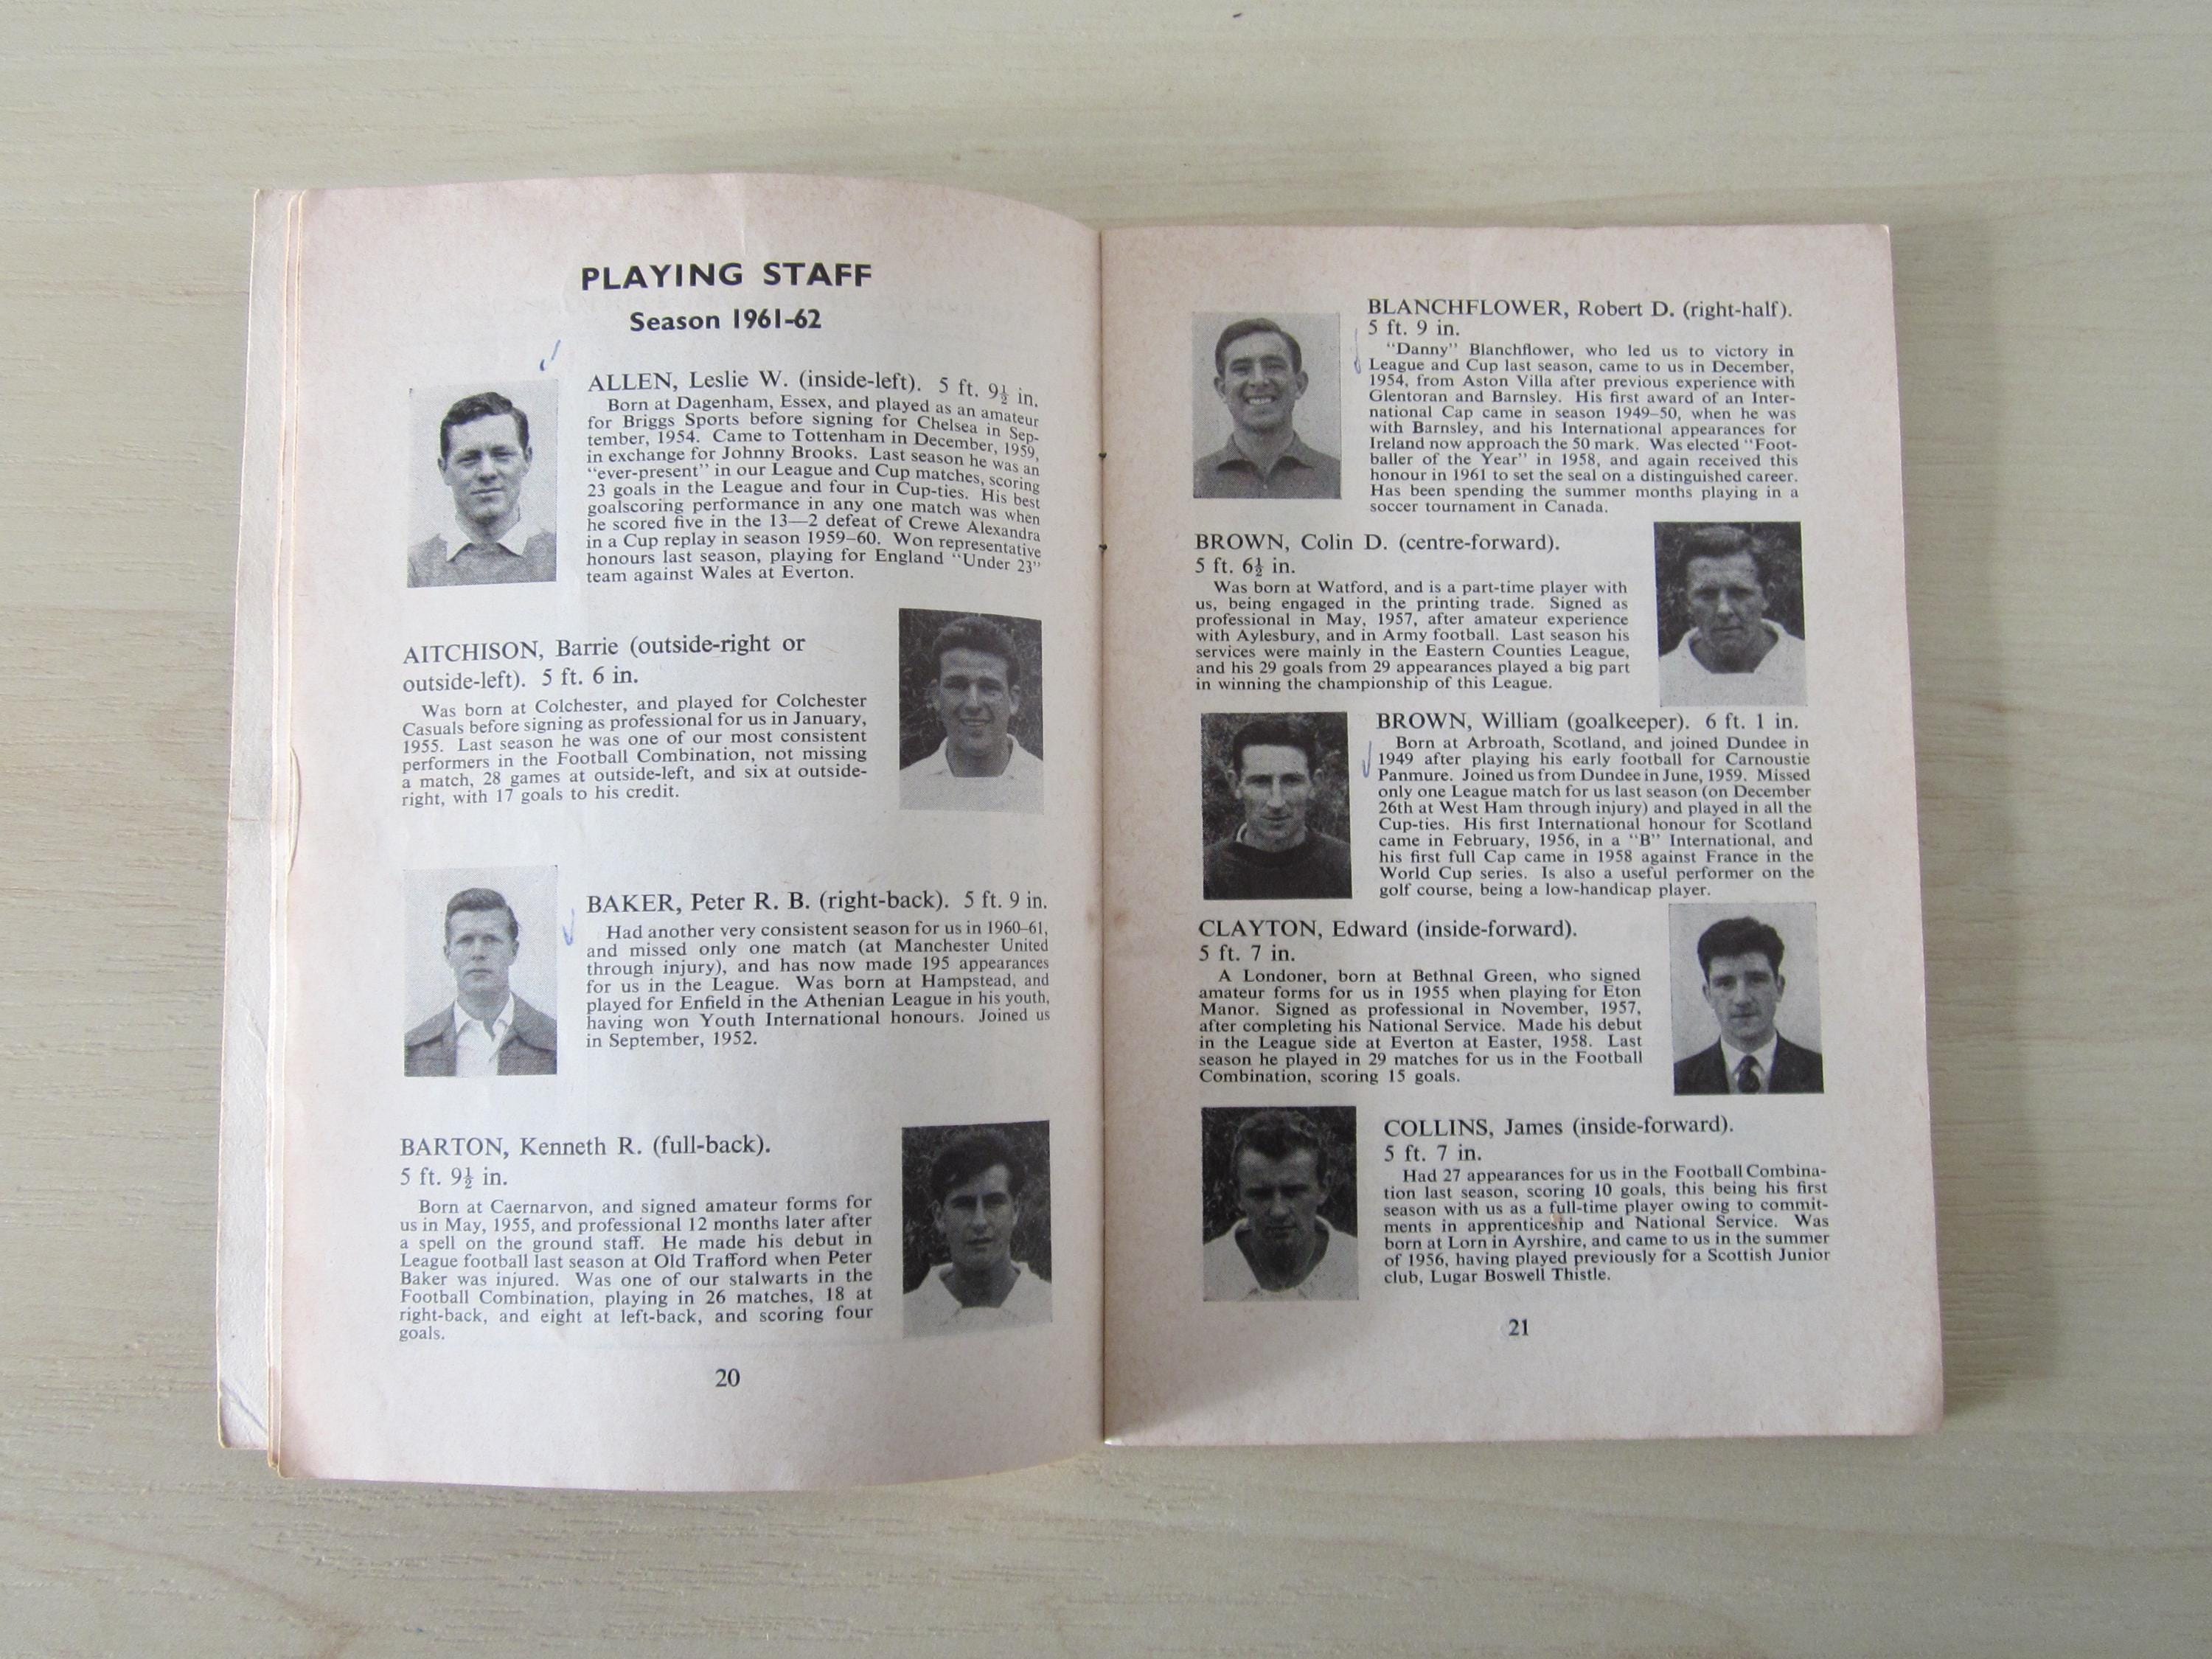 PLAYING STAFF
Season 1961-62
ALLEN, Leslie W. (inside-left). 5 ft. 9½ in.
Born at Dagenham, Essex, and played as an amateur
for Briggs Sports before signing for Chelsea in Sep-
tember, 1954. Came to Tottenham in December, 1959,
in exchange for Johnny Brooks. Last season he was an
"ever-present" in our League and Cup matches, scoring
23 goals in the League and four in Cup-ties. His best
goalscoring performance in any one match was when
he scored five in the 13—2 defeat of Crewe Alexandra
in a Cup replay in season 1959–60. Won representative
honours last season, playing for England "Under 23"
team against Wales at Everton.
AITCHISON, Barrie (outside-right or
outside-left). 5 ft. 6 in.
Was born at Colchester, and played for Colchester
Casuals before signing as professional for us in January,
1955. Last season he was one of our most consistent
performers in the Football Combination, not missing
a match, 28 games at outside-left, and six at outside-
right, with 17 goals to his credit.
BAKER, Peter R. B. (right-back). 5 ft. 9 in.
Had another very consistent season for us in 1960–61,
and missed only one match (at Manchester United
through injury), and has now made 195 appearances
for us in the League. Was born at Hampstead, and
played for Enfield in the Athenian League in his youth,
having won Youth International honours. Joined us
in September, 1952.
BARTON, Kenneth R. (full-back).
5 ft. 9½ in.
Born at Caernarvon, and signed amateur forms for
us in May, 1955, and professional 12 months later after
a spell on the ground staff. He made his debut in
League football last season at Old Trafford when Peter
Baker was injured. Was one of our stalwarts in the
Football Combination, playing in 26 matches, 18 at
right-back, and eight at left-back, and scoring four
goals.
20
BLANCHFLOWER, Robert D. (right-half).
5 ft. 9 in.
"Danny" Blanchflower, who led us to victory in
League and Cup last season, came to us in December,
1954, from Aston Villa after previous experience with
Glentoran and Barnsley. His first award of an Inter-
national Cap came in season 1949–50, when he was
with Barnsley, and his International appearances for
Ireland now approach the 50 mark. Was elected "Foot-
baller of the Year" in 1958, and again received this
honour in 1961 to set the seal on a distinguished career.
Has been spending the summer months playing in a
soccer tournament in Canada.
BROWN, Colin D. (centre-forward).
5 ft. 6½ in.
Was born at Watford, and is a part-time player with
us, being engaged in the printing trade. Signed as
professional in May, 1957, after amateur experience
with Aylesbury, and in Army football. Last season his
services were mainly in the Eastern Counties League,
and his 29 goals from 29 appearances played a big part
in winning the championship of this League.
BROWN, William (goalkeeper). 6 ft. 1 in.
Born at Arbroath, Scotland, and joined Dundee in
1949 after playing his early football for Carnoustie
Panmure. Joined us from Dundee in June, 1959. Missed
only one League match for us last season (on December
26th at West Ham through injury) and played in all the
Cup-ties. His first International honour for Scotland
came in February, 1956, in a "B" International, and
his first full Cap came in 1958 against France in the
World Cup series. Is also a useful performer on the
golf course, being a low-handicap player.
CLAYTON, Edward (inside-forward).
5 ft. 7 in.
A Londoner, born at Bethnal Green, who signed
amateur forms for us in 1955 when playing for Eton
Manor. Signed as professional in November, 1957,
after completing his National Service. Made his debut
in the League side at Everton at Easter, 1958. Last
season he played in 29 matches for us in the Football
Combination, scoring 15 goals.
COLLINS, James (inside-forward).
5 ft. 7 in.
Had 27 appearances for us in the Football Combina-
tion last season, scoring 10 goals, this being his first
season with us as a full-time player owing to commit-
ments in apprenticeship and National Service. Was
born at Lorn in Ayrshire, and came to us in the summer
of 1956, having played previously for a Scottish Junior
club, Lugar Boswell Thistle.
21